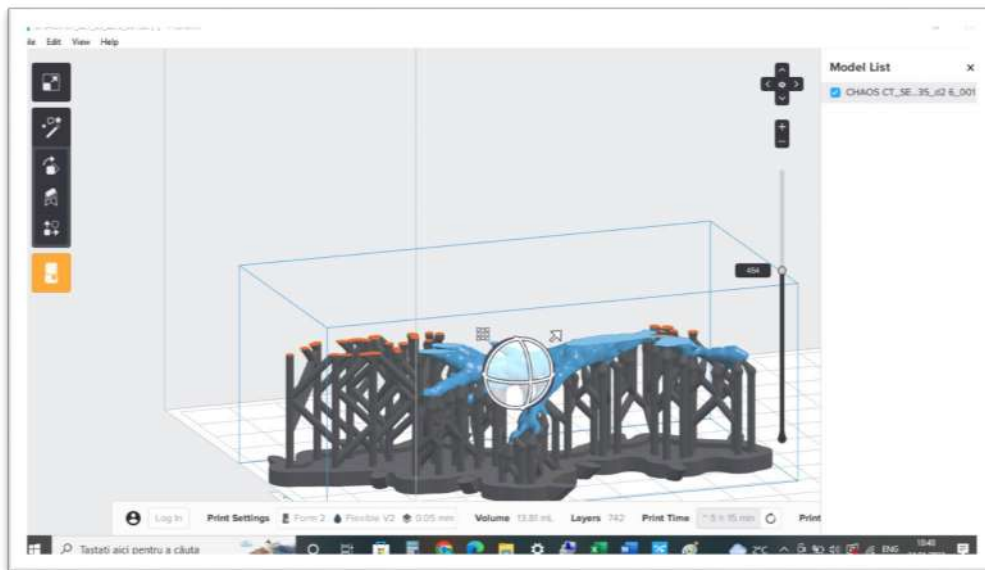 Edit View Help
Model List ×
CHAOS CT_SE...35_d2 6_001
454
Log In Print Settings Form 2 Flexible V2 0.05 mm Volume 13.81 mL Layers 742 Print Time Print
Tastați aici pentru a căuta 2°C ENG